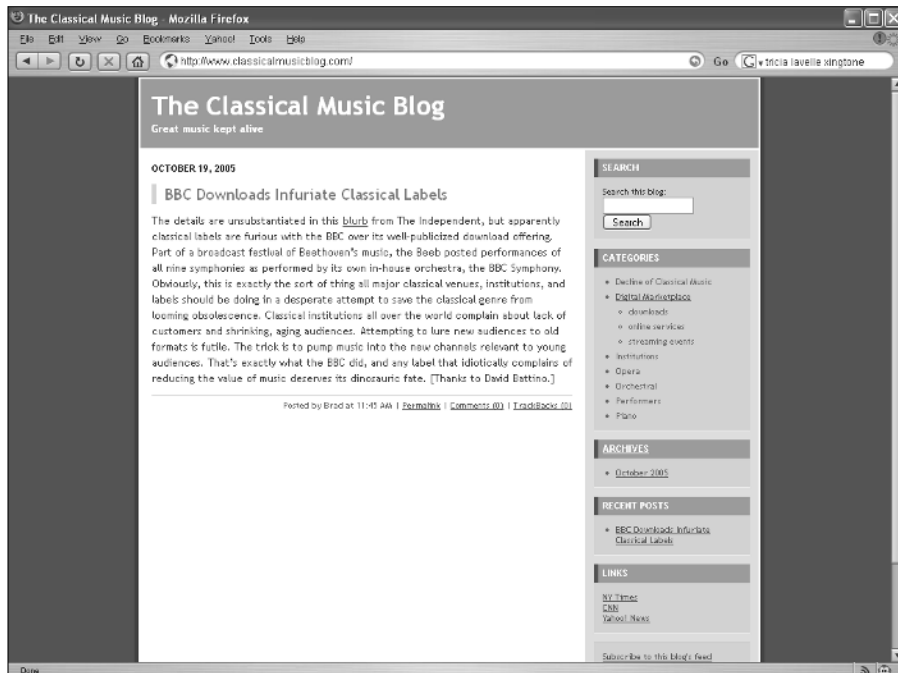 The Classical Music Blog - Mozilla Firefox
File Edit View Go Bookmarks Yahoo! Tools Help
http://www.classicalmusicblog.com/ Go G tricia lavelle xingtone
The Classical Music Blog
Great music kept alive
OCTOBER 19, 2005
BBC Downloads Infuriate Classical Labels
The details are unsubstantiated in this blurb from The Independent, but apparently
classical labels are furious with the BBC over its well-publicized download offering.
Part of a broadcast festival of Beethoven's music, the Beeb posted performances of
all nine symphonies as performed by its own in-house orchestra, the BBC Symphony.
Obviously, this is exactly the sort of thing all major classical venues, institutions, and
labels should be doing in a desperate attempt to save the classical genre from
looming obsolescence. Classical institutions all over the world complain about lack of
customers and shrinking, aging audiences. Attempting to lure new audiences to old
formats is futile. The trick is to pump music into the new channels relevant to young
audiences. That's exactly what the BBC did, and any label that idiotically complains of
reducing the value of music deserves its dinosauric fate. [Thanks to David Battino.]
Posted by Brad at 11:45 AM | Permalink | Comments (0) | TrackBacks (0)
SEARCH
Search this blog:
Search
CATEGORIES
Decline of Classical Music
Digital Marketplace
downloads
online services
streaming events
Institutions
Opera
Orchestral
Performers
Piano
ARCHIVES
October 2005
RECENT POSTS
BBC Downloads Infuriate
Classical Labels
LINKS
NY Times
CNN
Yahoo! News
Subscribe to this blog's feed
Done